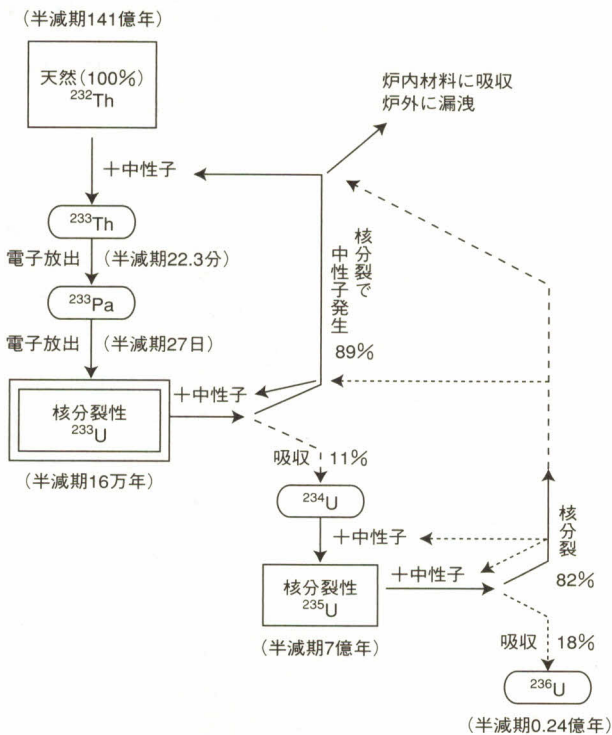 (半減期141億年)
天然(100%)
²³²Th
炉内材料に吸収
炉外に漏洩
+中性子
²³³Th
電子放出 (半減期22.3分)
²³³Pa
電子放出 (半減期27日)
核分裂で
中性子発生
89%
+中性子
核分裂性
²³³U
(半減期16万年)
吸収 11%
²³⁴U
+中性子
核分裂性
²³⁵U
(半減期7億年)
+中性子
核分裂
82%
吸収 18%
²³⁶U
(半減期0.24億年)